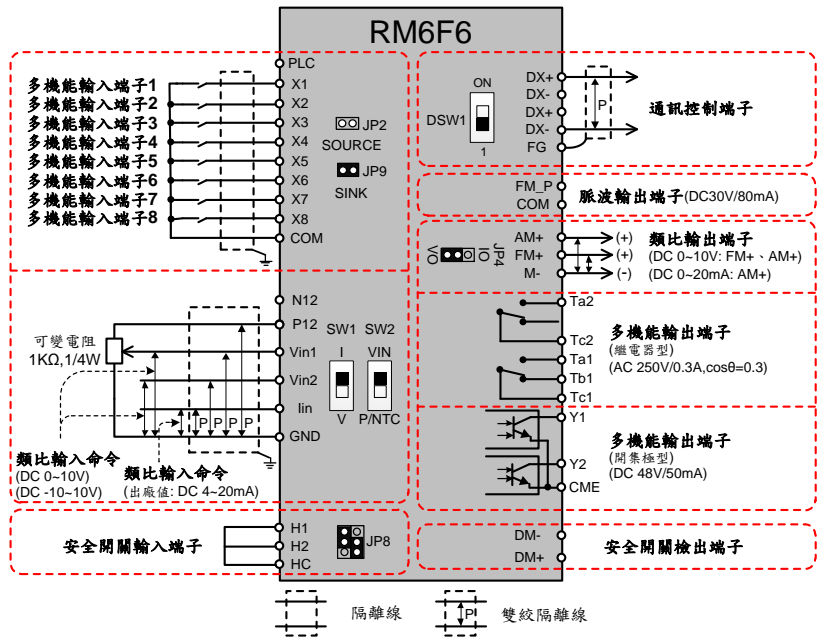 RM6F6
PLC
多機能輸入端子1 X1
多機能輸入端子2 X2
多機能輸入端子3 X3
多機能輸入端子4 X4
多機能輸入端子5 X5
多機能輸入端子6 X6
多機能輸入端子7 X7
多機能輸入端子8 X8
COM
JP2
SOURCE
JP9
SINK
N12
P12
可變電阻
1KΩ,1/4W
Vin1
Vin2
Iin
GND
SW1 SW2
I VIN
V P/NTC
P P P P
類比輸入命令
(DC 0~10V)
(DC -10~10V)
類比輸入命令
(出廠值: DC 4~20mA)
安全開關輸入端子
H1
H2
HC
JP8
ON
DSW1
1
DX+
DX-
DX+
DX-
FG
P
通訊控制端子
FM_P
COM
脈波輸出端子(DC30V/80mA)
VO IO
JP4
AM+ (+)
FM+ (+)
M- (-)
類比輸出端子
(DC 0~10V: FM+、AM+)
(DC 0~20mA: AM+)
Ta2
Tc2
Ta1
Tb1
Tc1
多機能輸出端子
(繼電器型)
(AC 250V/0.3A,cosθ=0.3)
Y1
Y2
CME
多機能輸出端子
(開集極型)
(DC 48V/50mA)
DM-
DM+
安全開關檢出端子
隔離線
P 雙絞隔離線